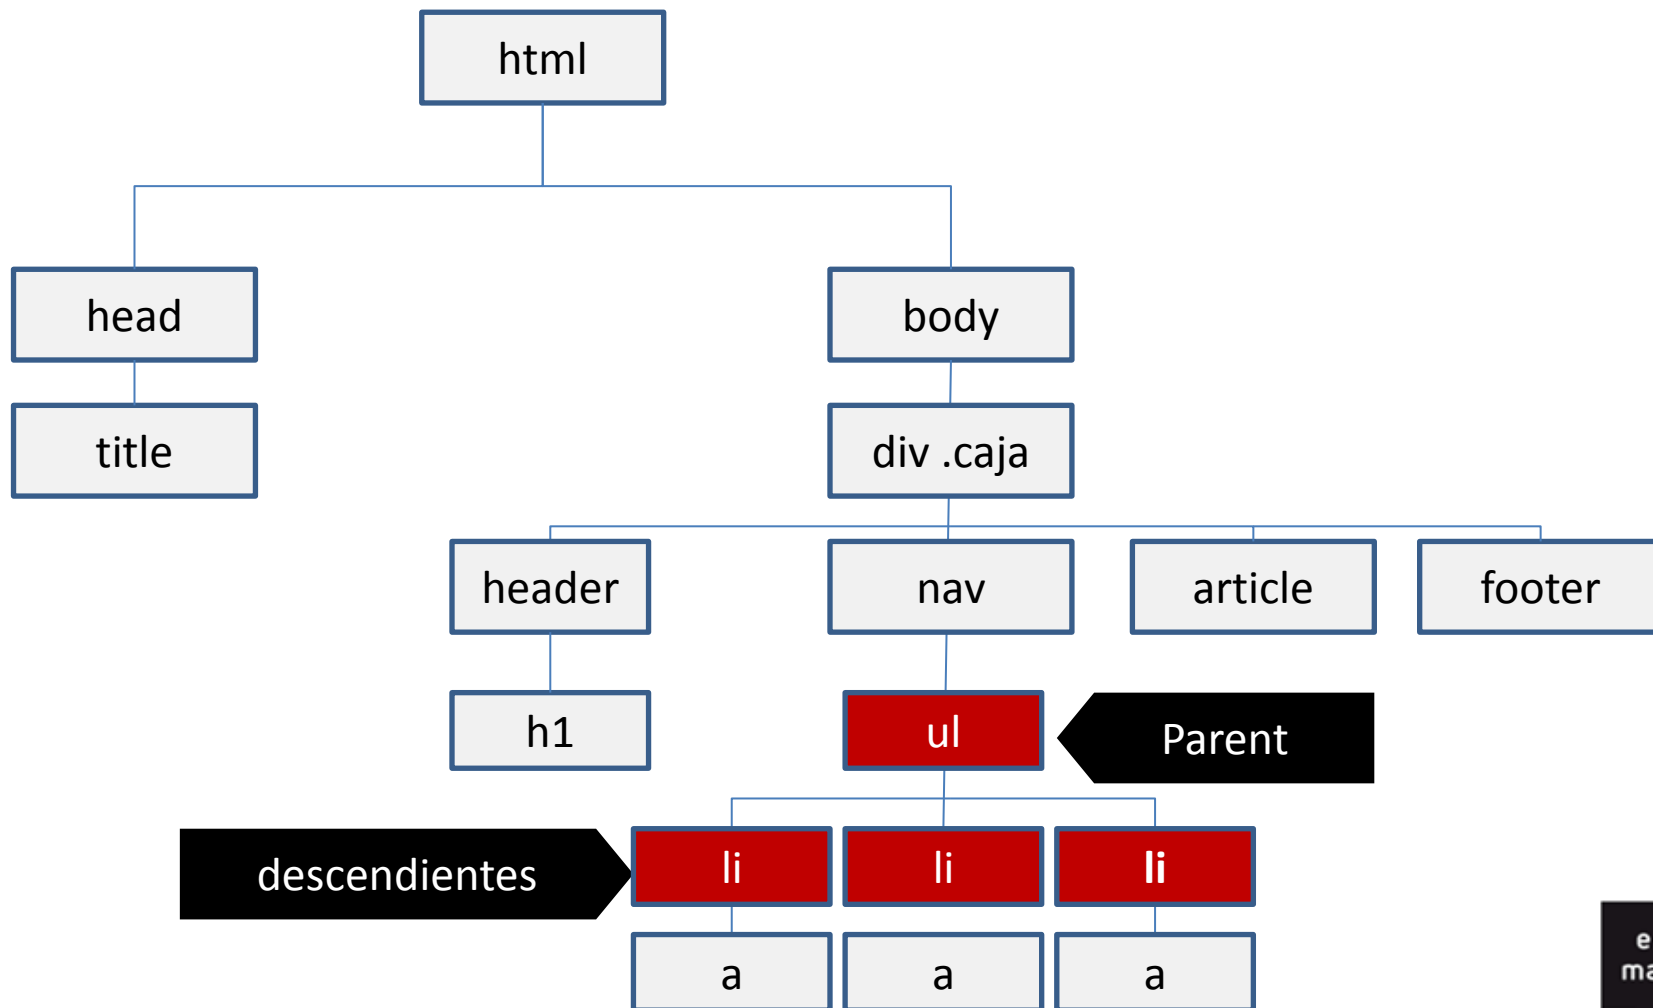 html
head
body
title
div .caja
header
nav
article
footer
h1
ul
Parent
descendientes
li
li
li
a
a
a